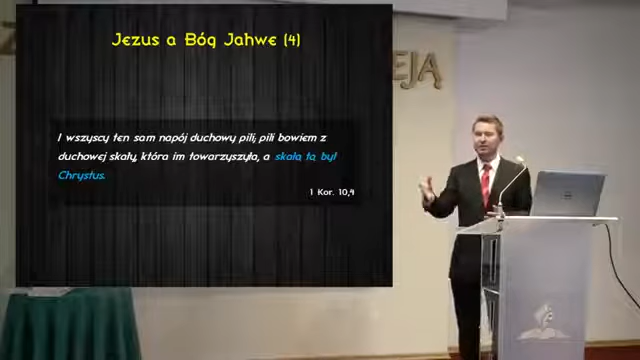 Jezus a Bóg Jahwe (4)
EJĄ
I wszyscy ten sam napój duchowy pili; pili bowiem z
duchowej skały, która im towarzyszyła, a skałą tą był
Chrystus.
1 Kor. 10,4